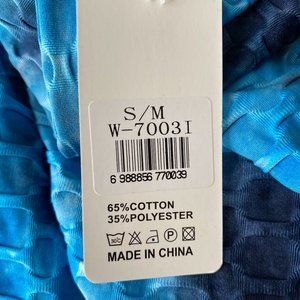 S/M
W-7003I
6 988856 770039
65%COTTON
35%POLYESTER
MADE IN CHINA